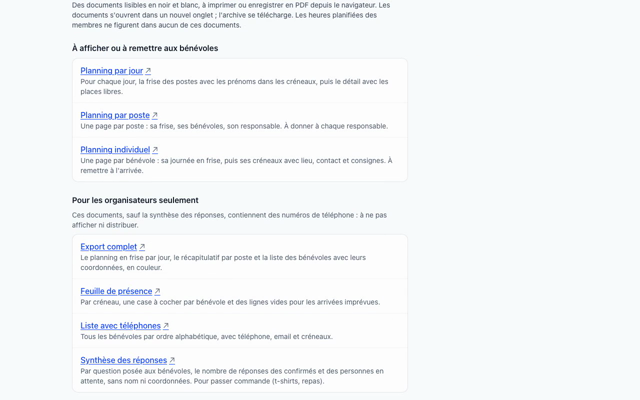 Des documents lisibles en noir et blanc, à imprimer ou enregistrer en PDF depuis le navigateur. Les
documents s'ouvrent dans un nouvel onglet ; l'archive se télécharge. Les heures planifiées des
membres ne figurent dans aucun de ces documents.
À afficher ou à remettre aux bénévoles
Planning par jour ↗
Pour chaque jour, la frise des postes avec les prénoms dans les créneaux, puis le détail avec les
places libres.
Planning par poste ↗
Une page par poste : sa frise, ses bénévoles, son responsable. À donner à chaque responsable.
Planning individuel ↗
Une page par bénévole : sa journée en frise, puis ses créneaux avec lieu, contact et consignes. À
remettre à l'arrivée.
Pour les organisateurs seulement
Ces documents, sauf la synthèse des réponses, contiennent des numéros de téléphone : à ne pas
afficher ni distribuer.
Export complet ↗
Le planning en frise par jour, le récapitulatif par poste et la liste des bénévoles avec leurs
coordonnées, en couleur.
Feuille de présence ↗
Par créneau, une case à cocher par bénévole et des lignes vides pour les arrivées imprévues.
Liste avec téléphones ↗
Tous les bénévoles par ordre alphabétique, avec téléphone, email et créneaux.
Synthèse des réponses ↗
Par question posée aux bénévoles, le nombre de réponses des confirmés et des personnes en
attente, sans nom ni coordonnées. Pour passer commande (t-shirts, repas).